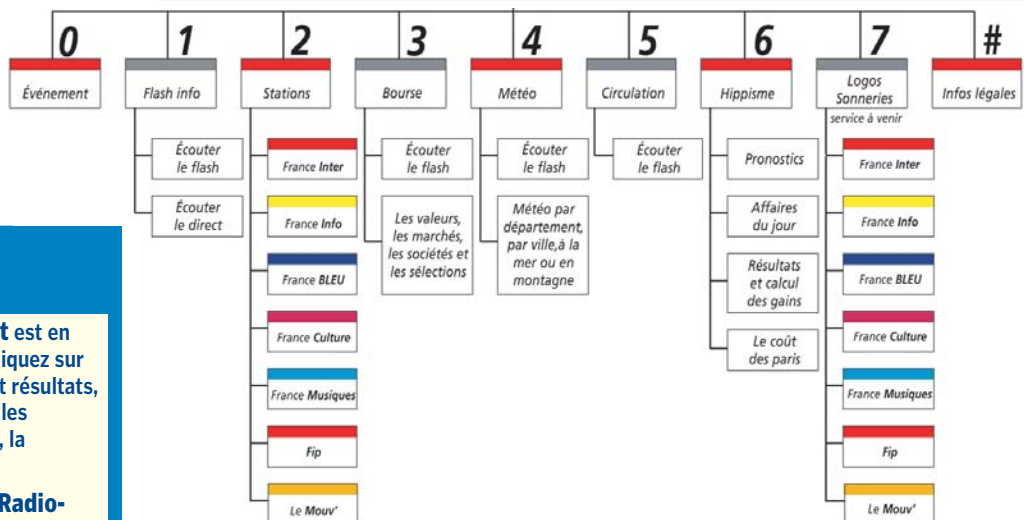 0
1
2
3
4
5
6
7
#
Événement
Flash info
Stations
Bourse
Météo
Circulation
Hippisme
Logos
Sonneries
service à venir
Infos légales
Écouter
le flash
Écouter
le direct
France Inter
France Info
France BLEU
France Culture
France Musiques
Fip
Le Mouv'
Écouter
le flash
Les valeurs,
les marchés,
les sociétés et
les sélections
Écouter
le flash
Météo par
département,
par ville,à la
mer ou en
montagne
Écouter
le flash
Pronostics
Affaires
du jour
Résultats
et calcul
des gains
Le coût
des paris
France Inter
France Info
France BLEU
France Culture
France Musiques
Fip
Le Mouv'
t est en
iquez sur
t résultats,
les
, la
Radio-